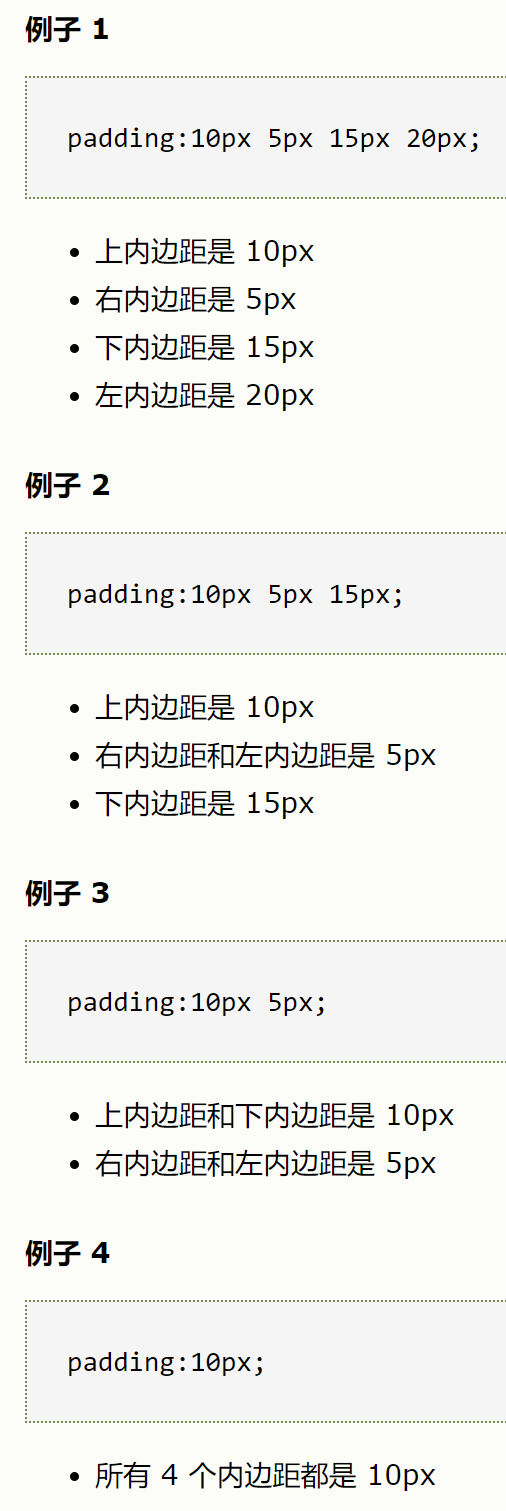 例子 1
padding:10px 5px 15px 20px;
上内边距是 10px
右内边距是 5px
下内边距是 15px
左内边距是 20px
例子 2
padding:10px 5px 15px;
上内边距是 10px
右内边距和左内边距是 5px
下内边距是 15px
例子 3
padding:10px 5px;
上内边距和下内边距是 10px
右内边距和左内边距是 5px
例子 4
padding:10px;
所有 4 个内边距都是 10px